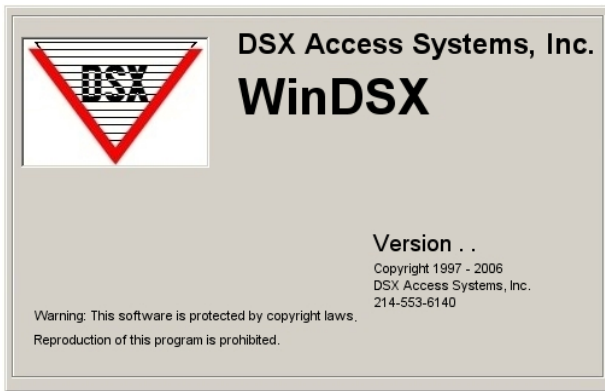 DSX
DSX Access Systems, Inc.
WinDSX
Version . .
Copyright 1997 - 2006
DSX Access Systems, Inc.
214-553-6140
Warning: This software is protected by copyright laws.
Reproduction of this program is prohibited.